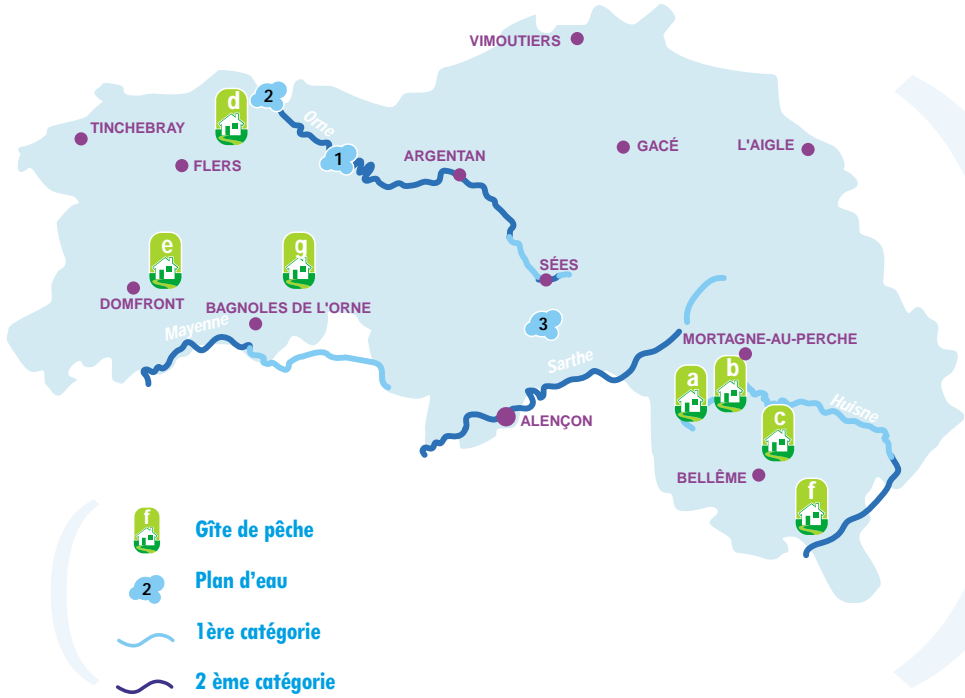 VIMOUTIERS
d
2
Orne
TINCHEBRAY
FLERS
1
ARGENTAN
GACÉ
L'AIGLE
e
g
SÉES
DOMFRONT
BAGNOLES DE L'ORNE
Mayenne
3
Sarthe
MORTAGNE-AU-PERCHE
a
b
Huisne
c
ALENÇON
BELLÊME
f
f
Gîte de pêche
2
Plan d'eau
1ère catégorie
2 ème catégorie